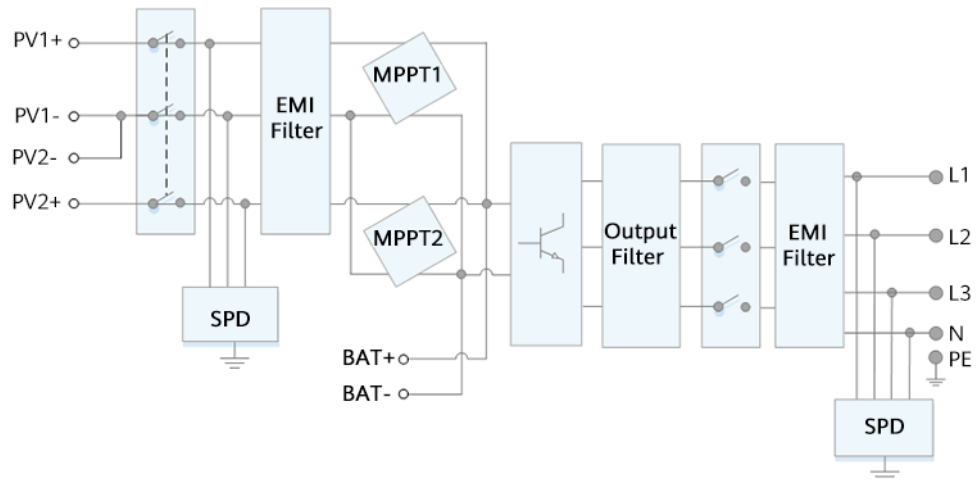 PV1+
PV1-
PV2-
PV2+
EMI
Filter
MPPT1
MPPT2
SPD
BAT+
BAT-
Output
Filter
EMI
Filter
L1
L2
L3
N
PE
SPD